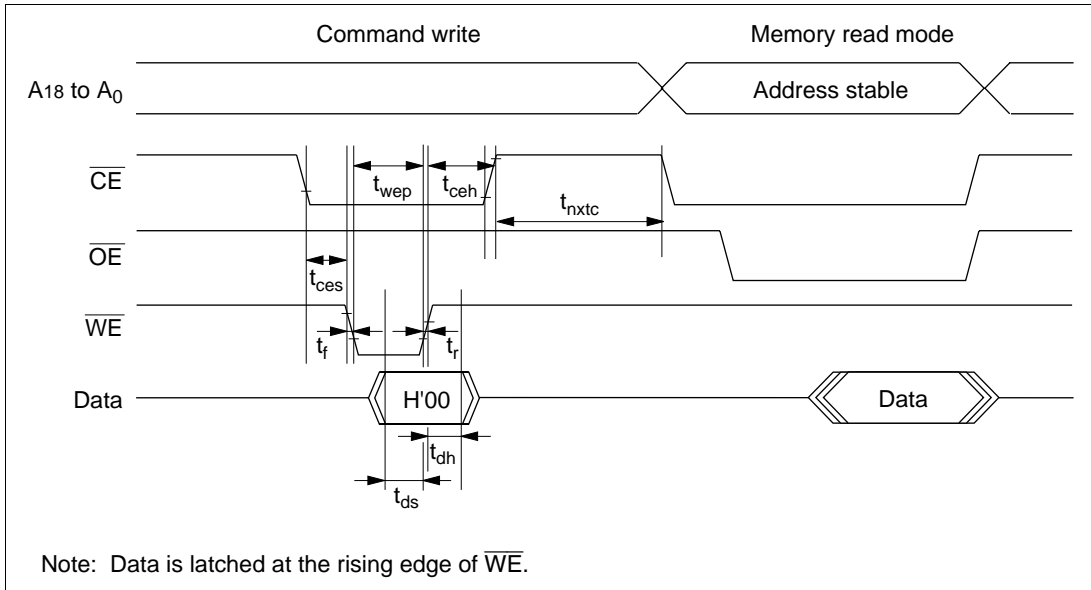 Command write Memory read mode
A18 to A0 Address stable
CE
twep tceh
tnxtc
OE
tces
WE
tf tr
Data H'00 Data
tdh
tds
Note: Data is latched at the rising edge of WE.